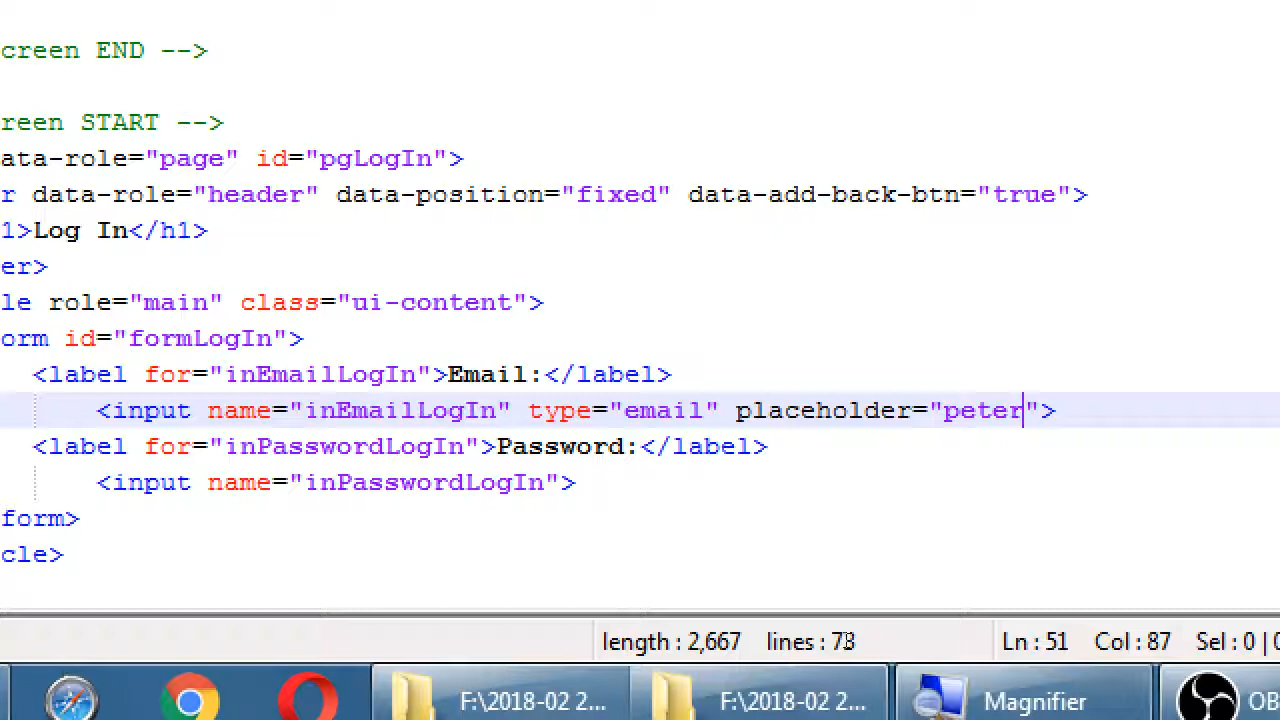 creen END -->
reen START -->
ata-role="page" id="pgLogIn">
r data-role="header" data-position="fixed" data-add-back-btn="true">
1>Log In</h1>
er>
le role="main" class="ui-content">
orm id="formLogIn">
<label for="inEmailLogIn">Email:</label>
<input name="inEmailLogIn" type="email" placeholder="peter">
<label for="inPasswordLogIn">Password:</label>
<input name="inPasswordLogIn">
form>
cle>
length : 2,667 lines : 73 Ln : 51 Col : 87 Sel : 0 | 0
F:\2018-02 2... F:\2018-02 2... Magnifier OB